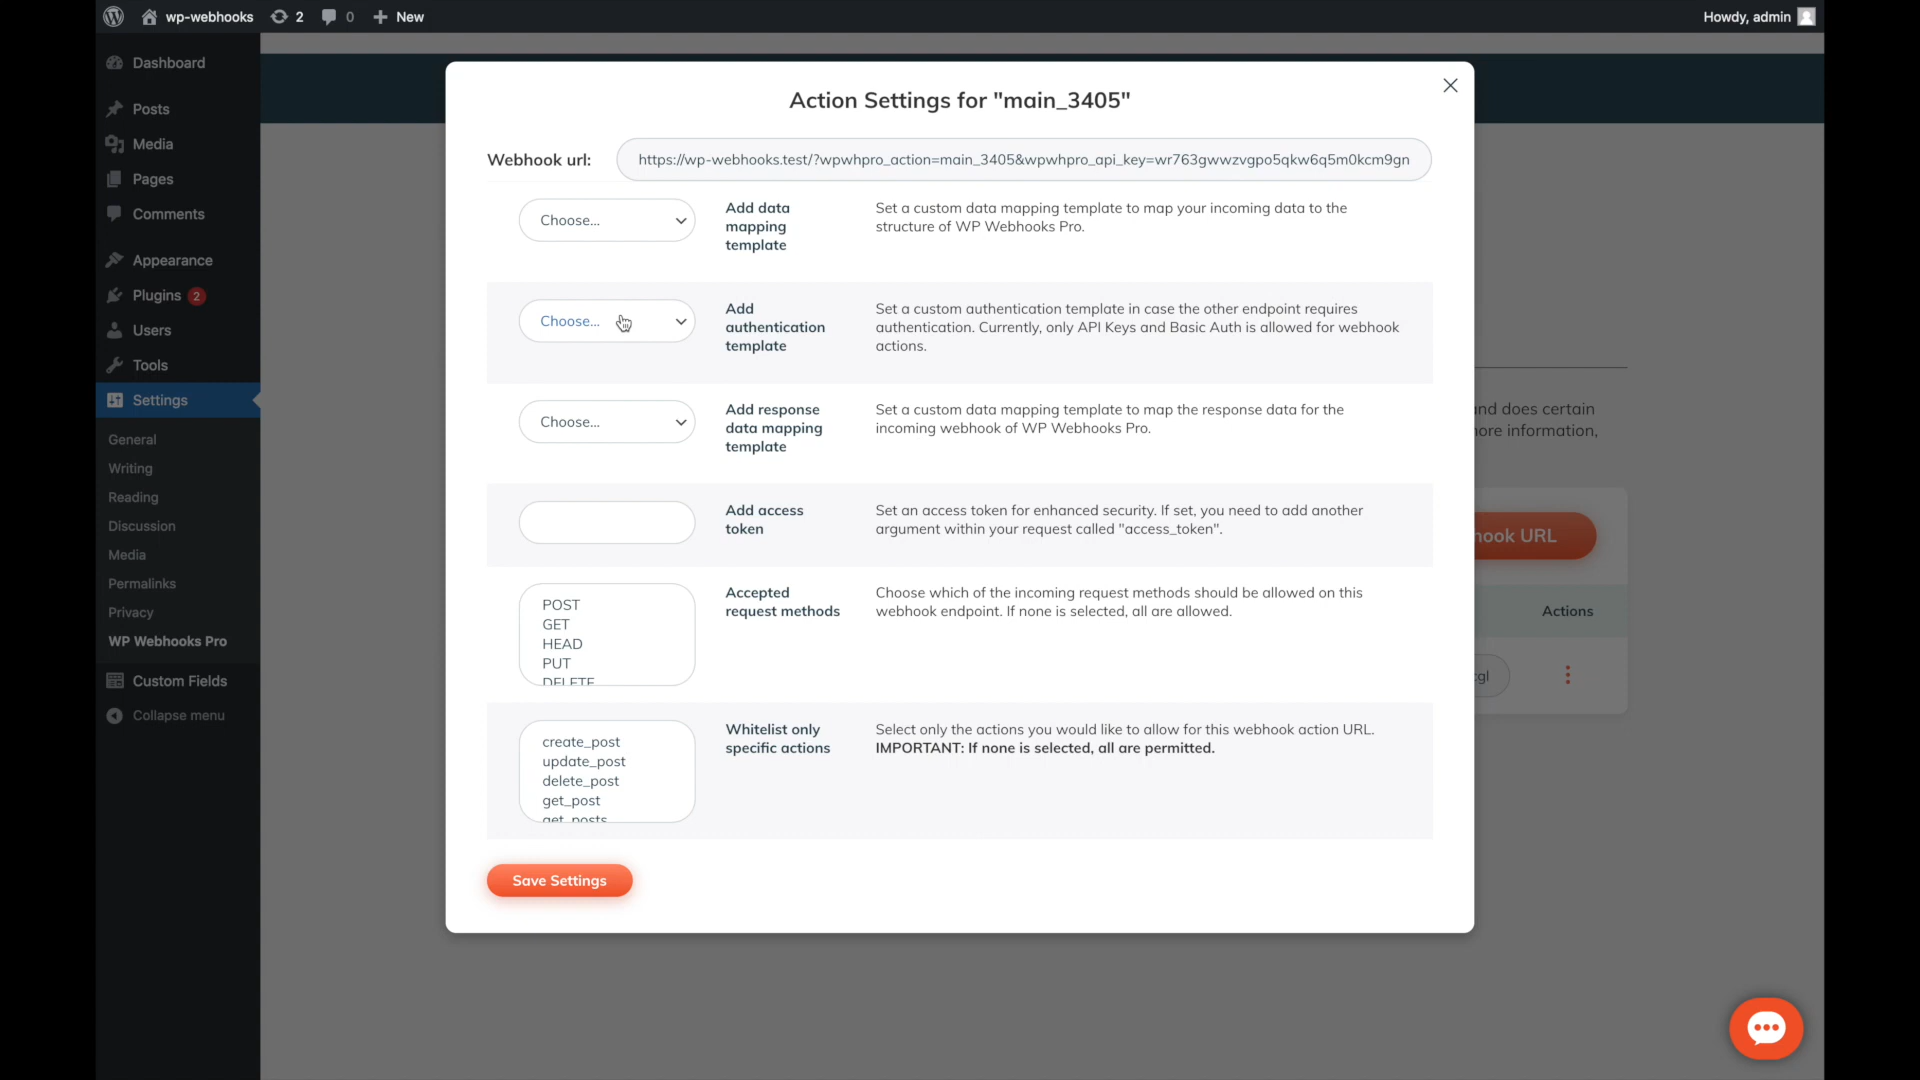 wp-webhooks 2 0 New
Howdy, admin
Dashboard
Posts
Media
Pages
Comments
Appearance
Plugins 2
Users
Tools
Settings
General
Writing
Reading
Discussion
Media
Permalinks
Privacy
WP Webhooks Pro
Custom Fields
Collapse menu
Action Settings for "main_3405"
Webhook url:
https://wp-webhooks.test/?wpwhpro_action=main_3405&wpwhpro_api_key=wr763gwwzvgpo5qkw6q5m0kcm9gn
Choose...
Add data
mapping
template
Set a custom data mapping template to map your incoming data to the
structure of WP Webhooks Pro.
Choose...
Add
authentication
template
Set a custom authentication template in case the other endpoint requires
authentication. Currently, only API Keys and Basic Auth is allowed for webhook
actions.
Choose...
Add response
data mapping
template
Set a custom data mapping template to map the response data for the
incoming webhook of WP Webhooks Pro.
Add access
token
Set an access token for enhanced security. If set, you need to add another
argument within your request called "access_token".
POST
GET
HEAD
PUT
DELETE
Accepted
request methods
Choose which of the incoming request methods should be allowed on this
webhook endpoint. If none is selected, all are allowed.
create_post
update_post
delete_post
get_post
get_posts
Whitelist only
specific actions
Select only the actions you would like to allow for this webhook action URL.
IMPORTANT: If none is selected, all are permitted.
Save Settings
and does certain
more information,
hook URL
Actions
cgl